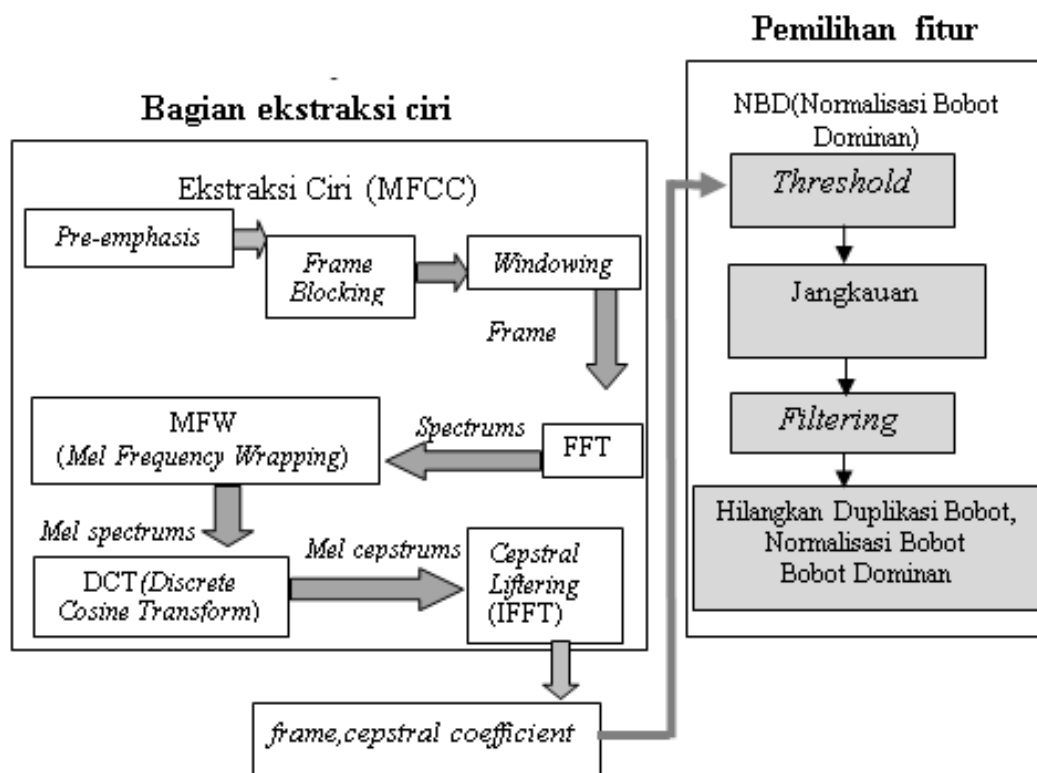 Bagian ekstraksi ciri
Ekstraksi Ciri (MFCC)
Pre-emphasis
Frame
Blocking
Windowing
Frame
FFT
Spectrums
MFW
(Mel Frequency Wrapping)
Mel spectrums
DCT(Discrete
Cosine Transform)
Mel cepstrums
Cepstral
Liftering
(IFFT)
frame,cepstral coefficient
Pemilihan fitur
NBD(Normalisasi Bobot
Dominan)
Threshold
Jangkauan
Filtering
Hilangkan Duplikasi Bobot,
Normalisasi Bobot
Bobot Dominan